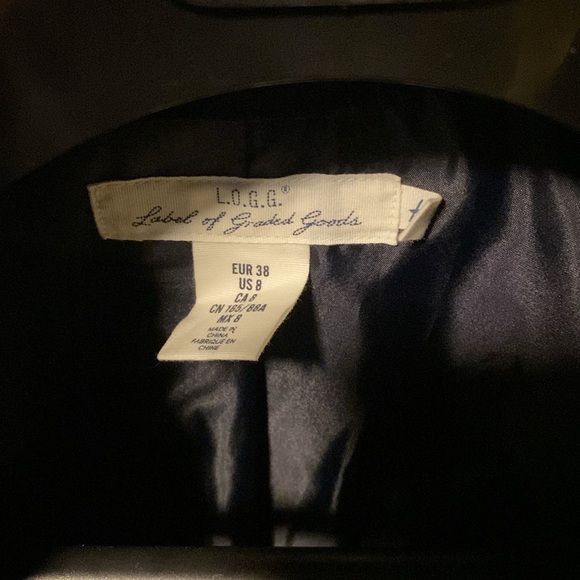 L.O.G.G.®
Label of Graded Goods
EUR 38
US 8
CA 8
CN 165/88A
MX 8
MADE IN
CHINA
FABRIQUE EN
CHINE